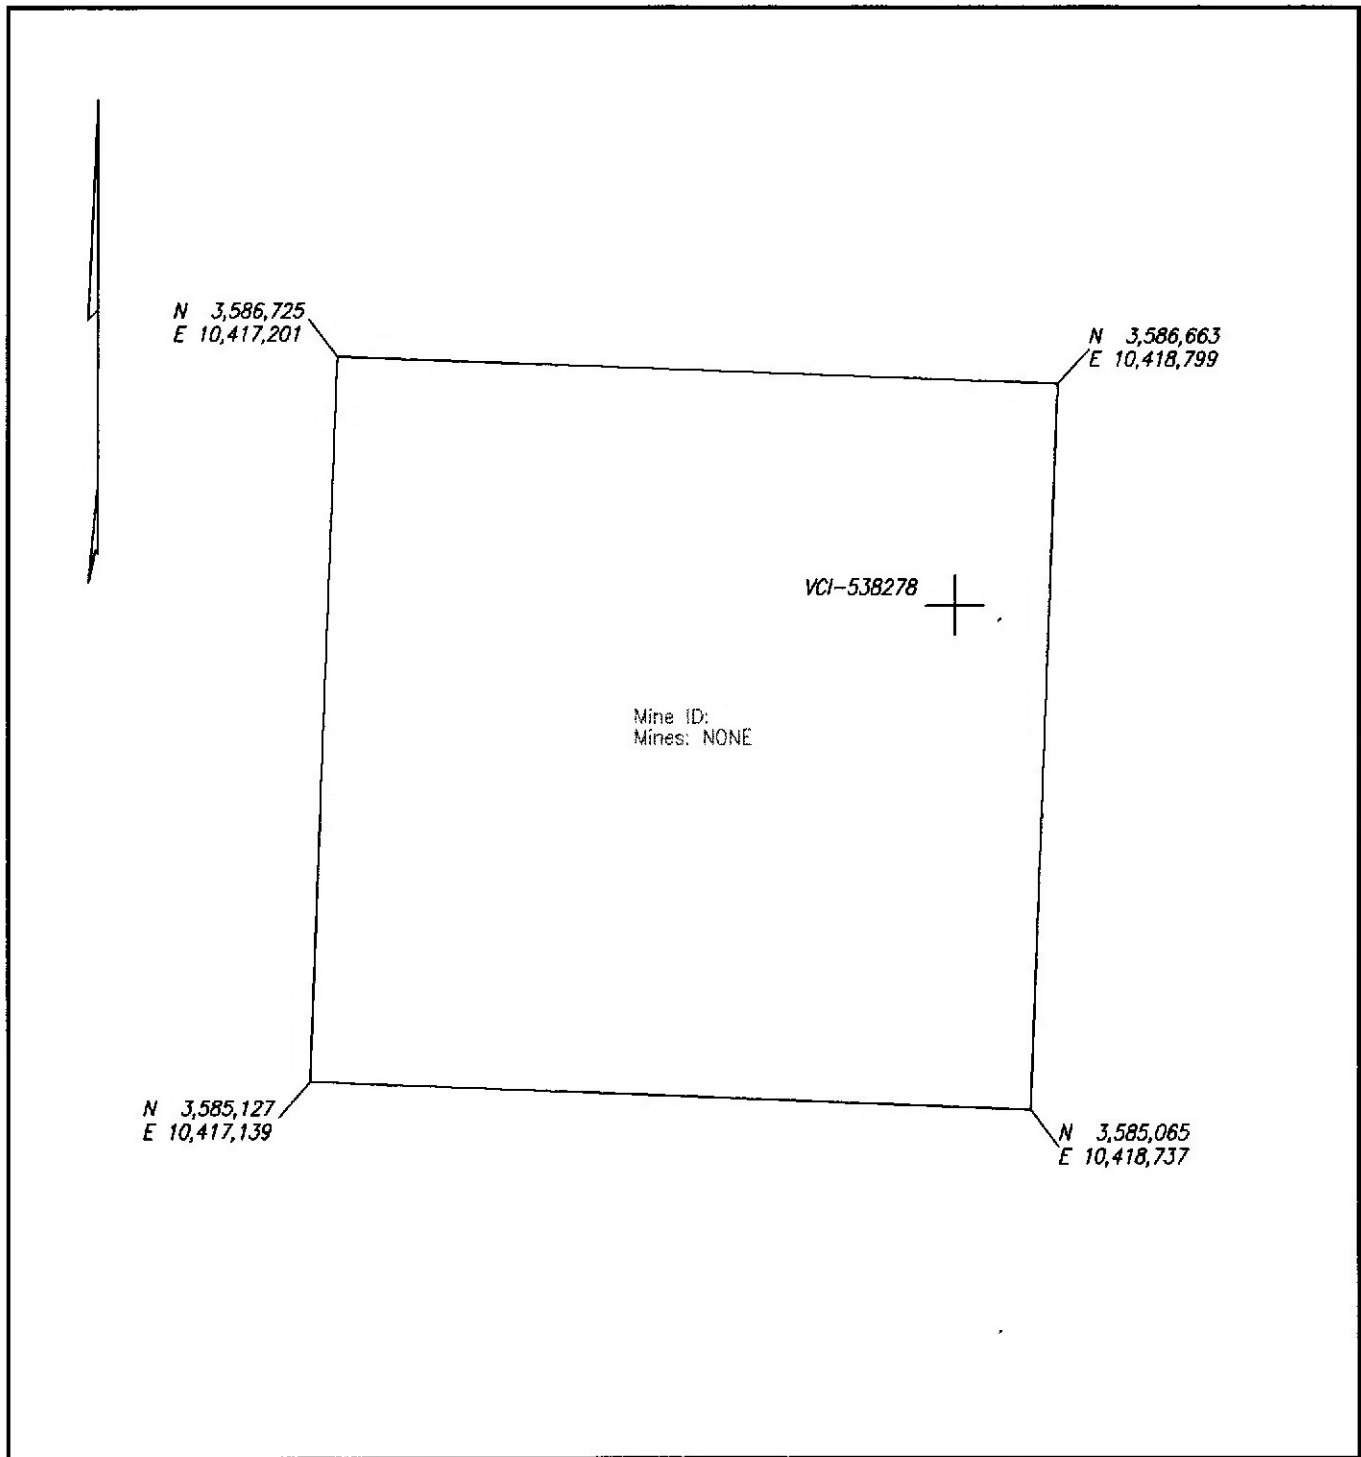 N 3,586,725
E 10,417,201
N 3,586,663
E 10,418,799
VCI-538278
Mine ID:
Mines: NONE
N 3,585,127
E 10,417,139
N 3,585,065
E 10,418,737